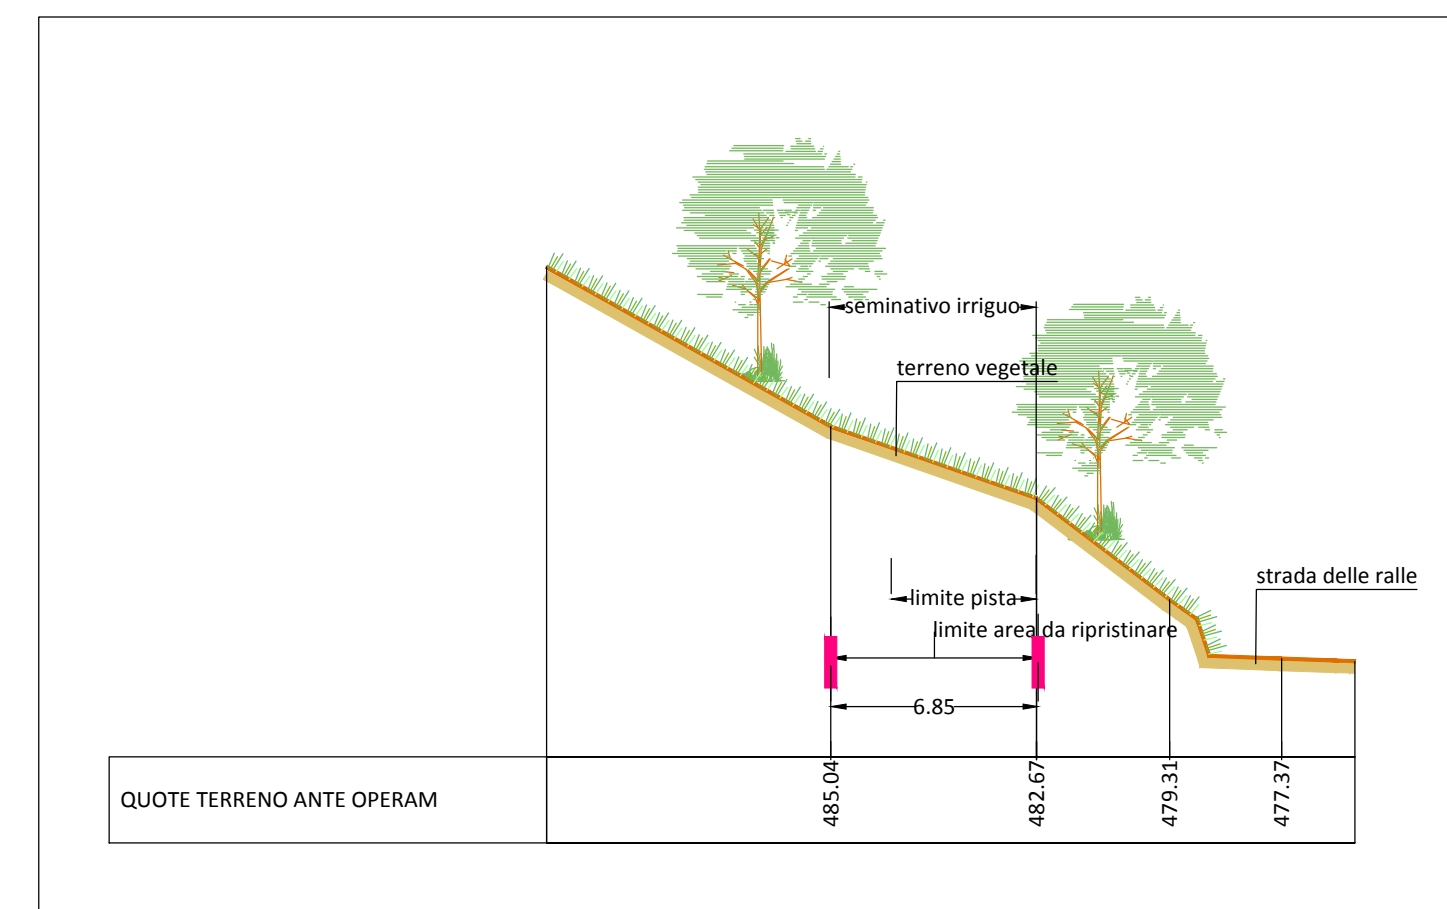 seminativo irriguo
terreno vegetale
strada delle ralle
limite pista
limite area da ripristinare
6.85
QUOTE TERRENO ANTE OPERAM
485.04
482.67
479.31
477.37